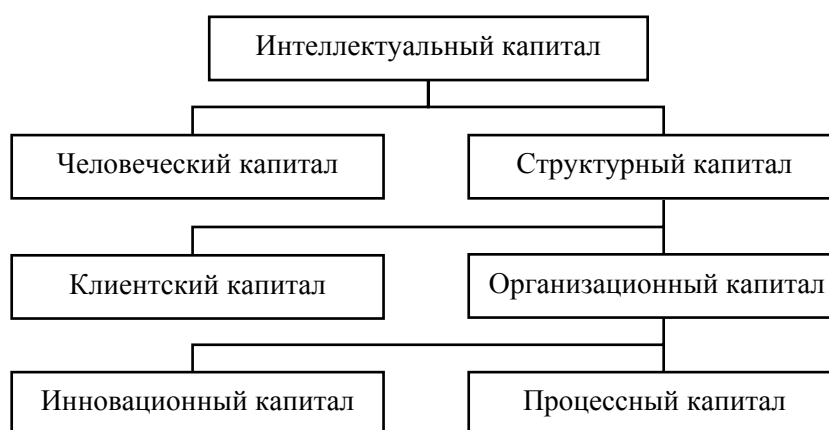 Интеллектуальный капитал
Человеческий капитал
Структурный капитал
Клиентский капитал
Организационный капитал
Инновационный капитал
Процессный капитал